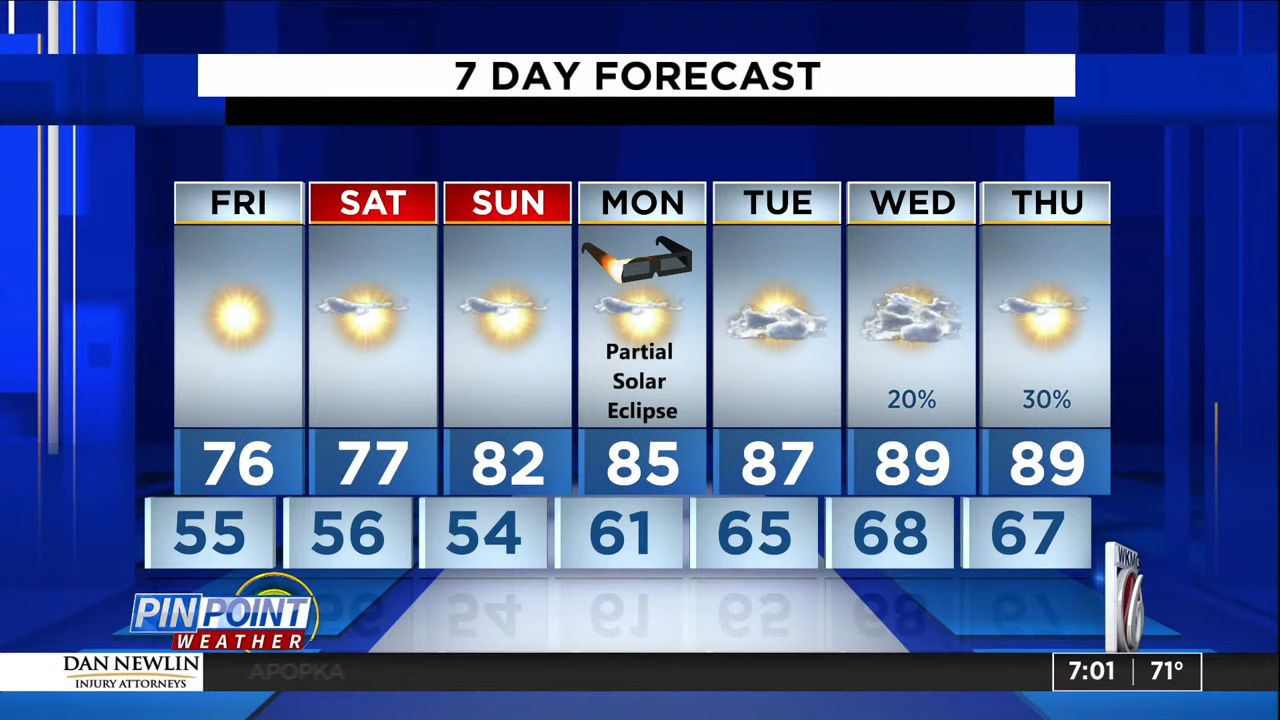 7 DAY FORECAST
FRI SAT SUN MON TUE WED THU
Partial
Solar
Eclipse
20% 30%
76 77 82 85 87 89 89
55 56 54 61 65 68 67
PINPOINT
WEATHER
WKMG
6
DAN NEWLIN
INJURY ATTORNEYS
APOPKA
7:01 71°